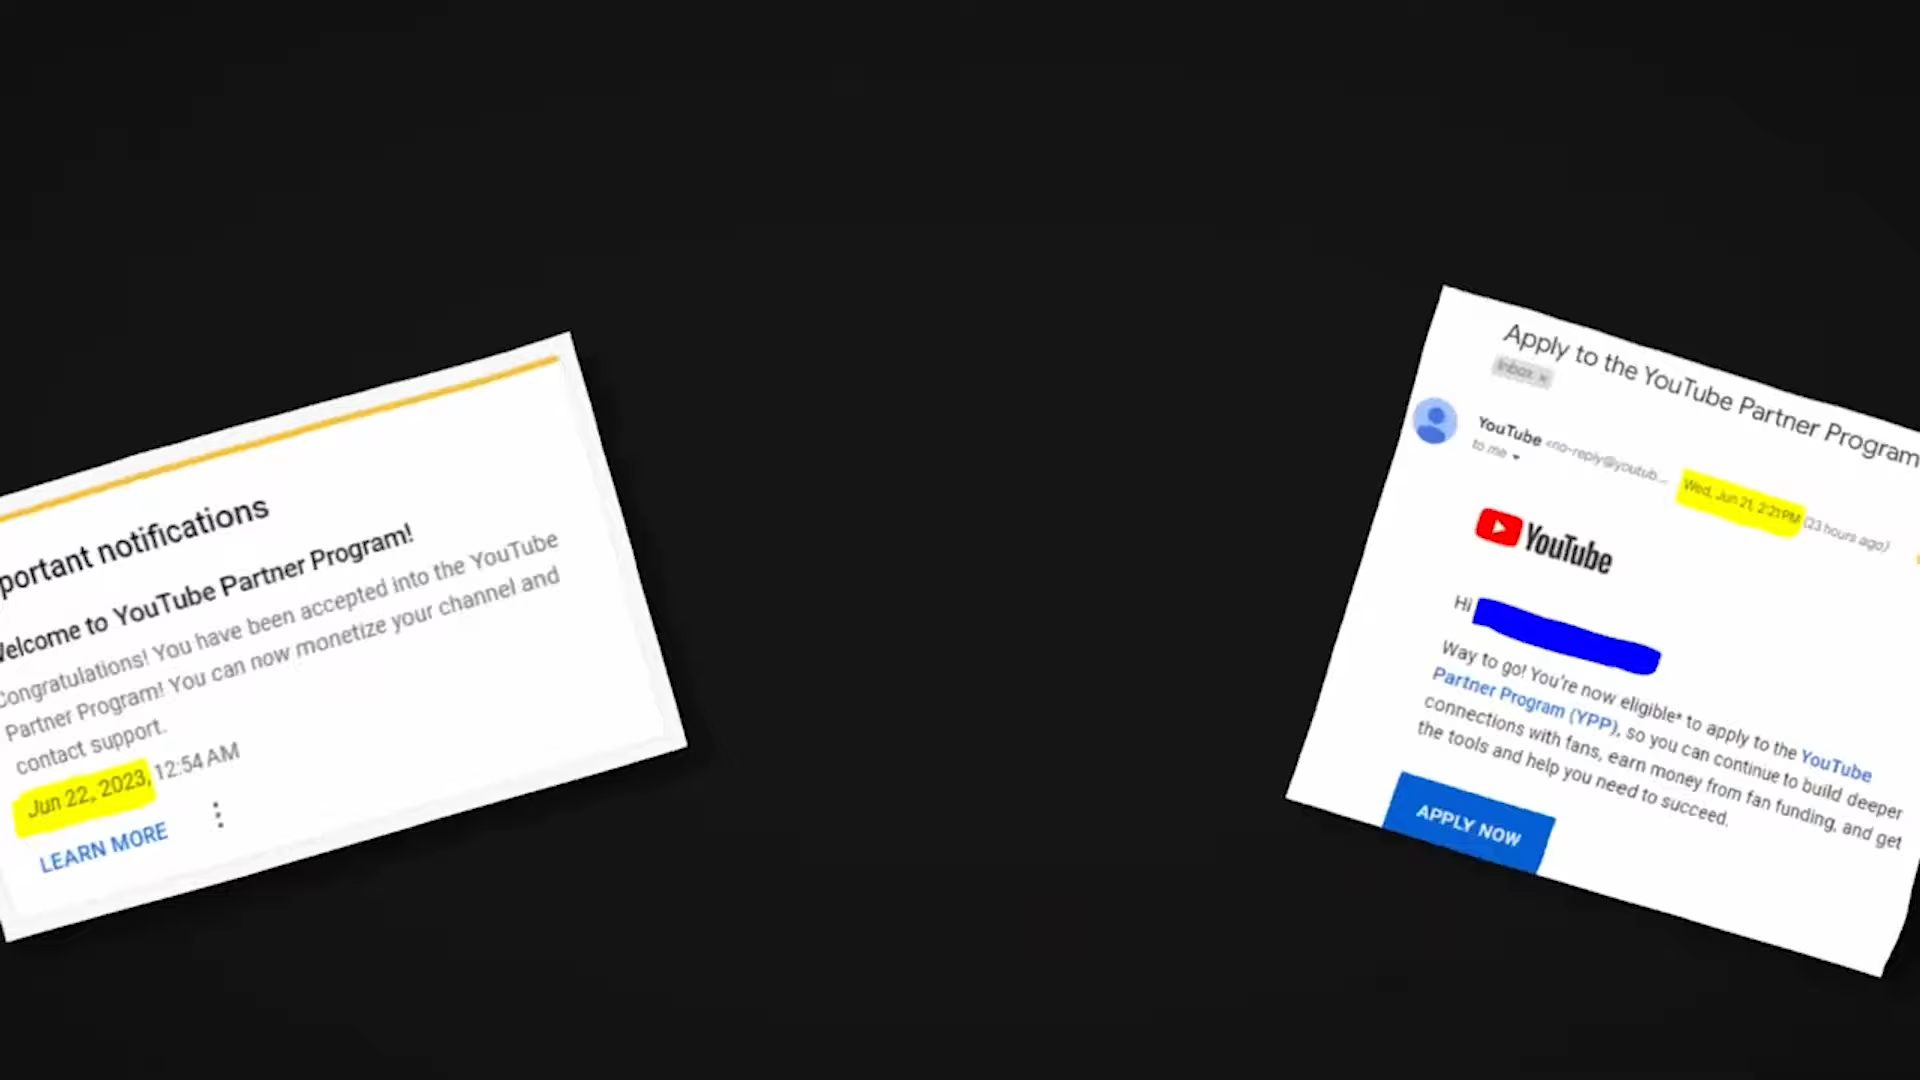 portant notifications
Welcome to YouTube Partner Program!
Congratulations! You have been accepted into the YouTube
Partner Program! You can now monetize your channel and
contact support.
Jun 22, 2023, 12:54 AM
LEARN MORE
Apply to the YouTube Partner Program
Inbox x
YouTube <no-reply@youtub...
Wed, Jun 21, 2:21 PM (23 hours ago)
to me
YouTube
Hi
Way to go! You're now eligible* to apply to the YouTube
Partner Program (YPP), so you can continue to build deeper
connections with fans, earn money from fan funding, and get
the tools and help you need to succeed.
APPLY NOW